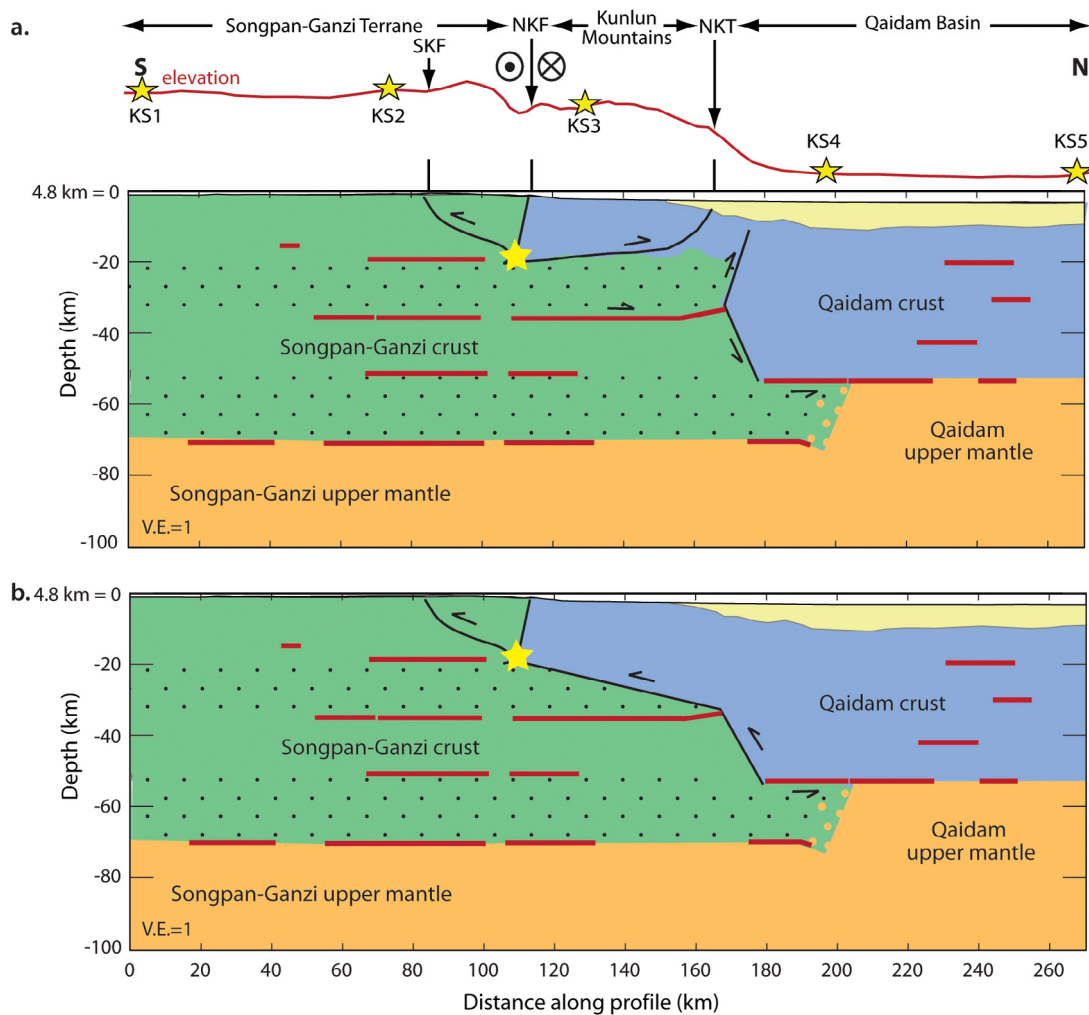 a.
Songpan-Ganzi Terrane
NKF
Kunlun
Mountains
NKT
Qaidam Basin
SKF
S
N
elevation
KS1
KS2
KS3
KS4
KS5
4.8 km = 0
-20
-40
-60
-80
-100
Depth (km)
Qaidam crust
Songpan-Ganzi crust
Qaidam
upper mantle
Songpan-Ganzi upper mantle
V.E.=1
b.
4.8 km = 0
-20
-40
-60
-80
-100
Depth (km)
Qaidam crust
Songpan-Ganzi crust
Qaidam
upper mantle
Songpan-Ganzi upper mantle
V.E.=1
0 20 40 60 80 100 120 140 160 180 200 220 240 260
Distance along profile (km)